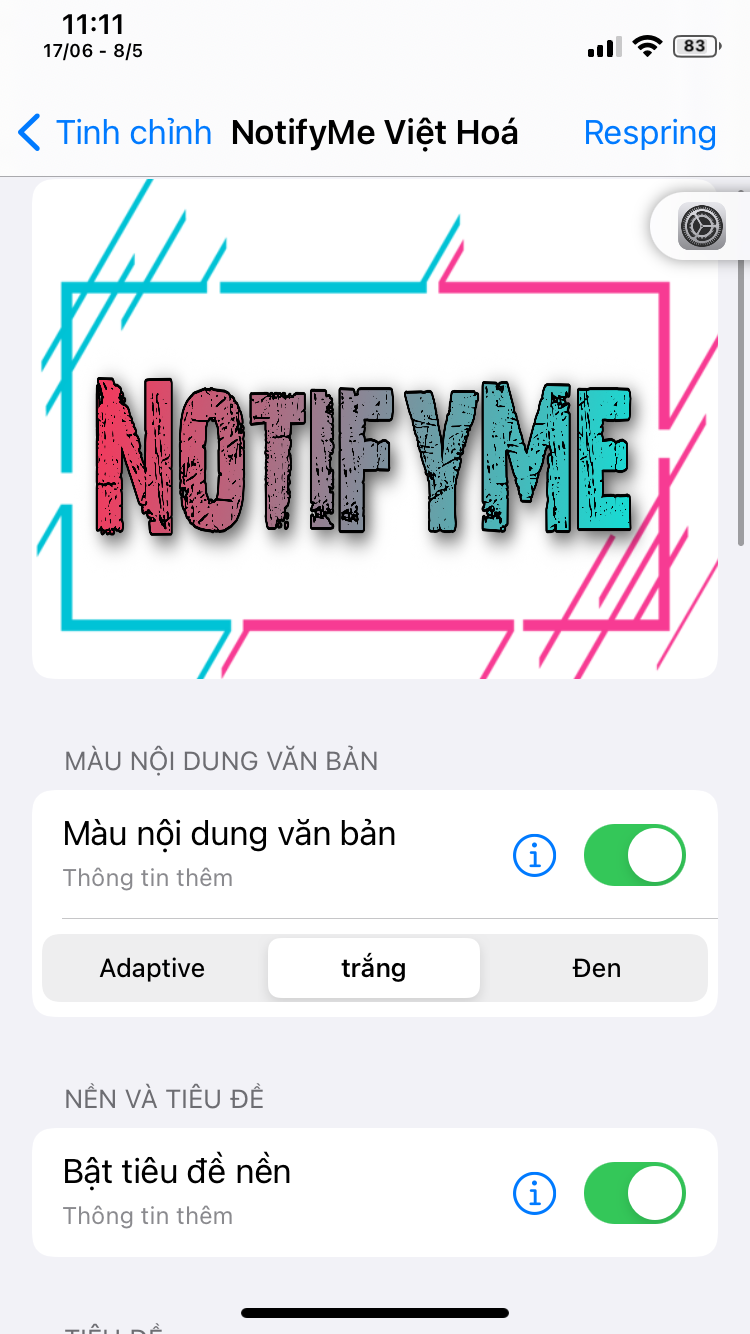 11:11
17/06 - 8/5
83
Tinh chỉnh NotifyMe Việt Hoá Respring
NOTIFYME
MÀU NỘI DUNG VĂN BẢN
Màu nội dung văn bản
Thông tin thêm
Adaptive trắng Đen
NỀN VÀ TIÊU ĐỀ
Bật tiêu đề nền
Thông tin thêm
TIÊU ĐỀ